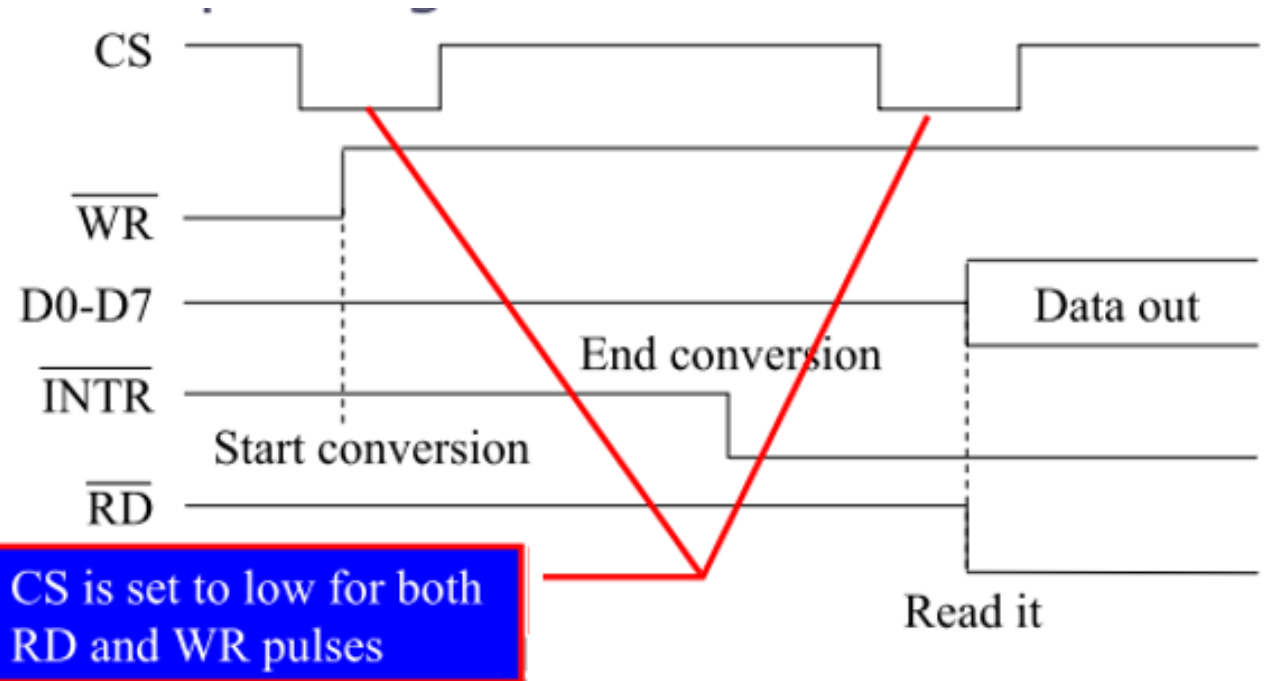 CS
WR
D0-D7
Data out
End conversion
INTR
Start conversion
RD
CS is set to low for both
RD and WR pulses
Read it